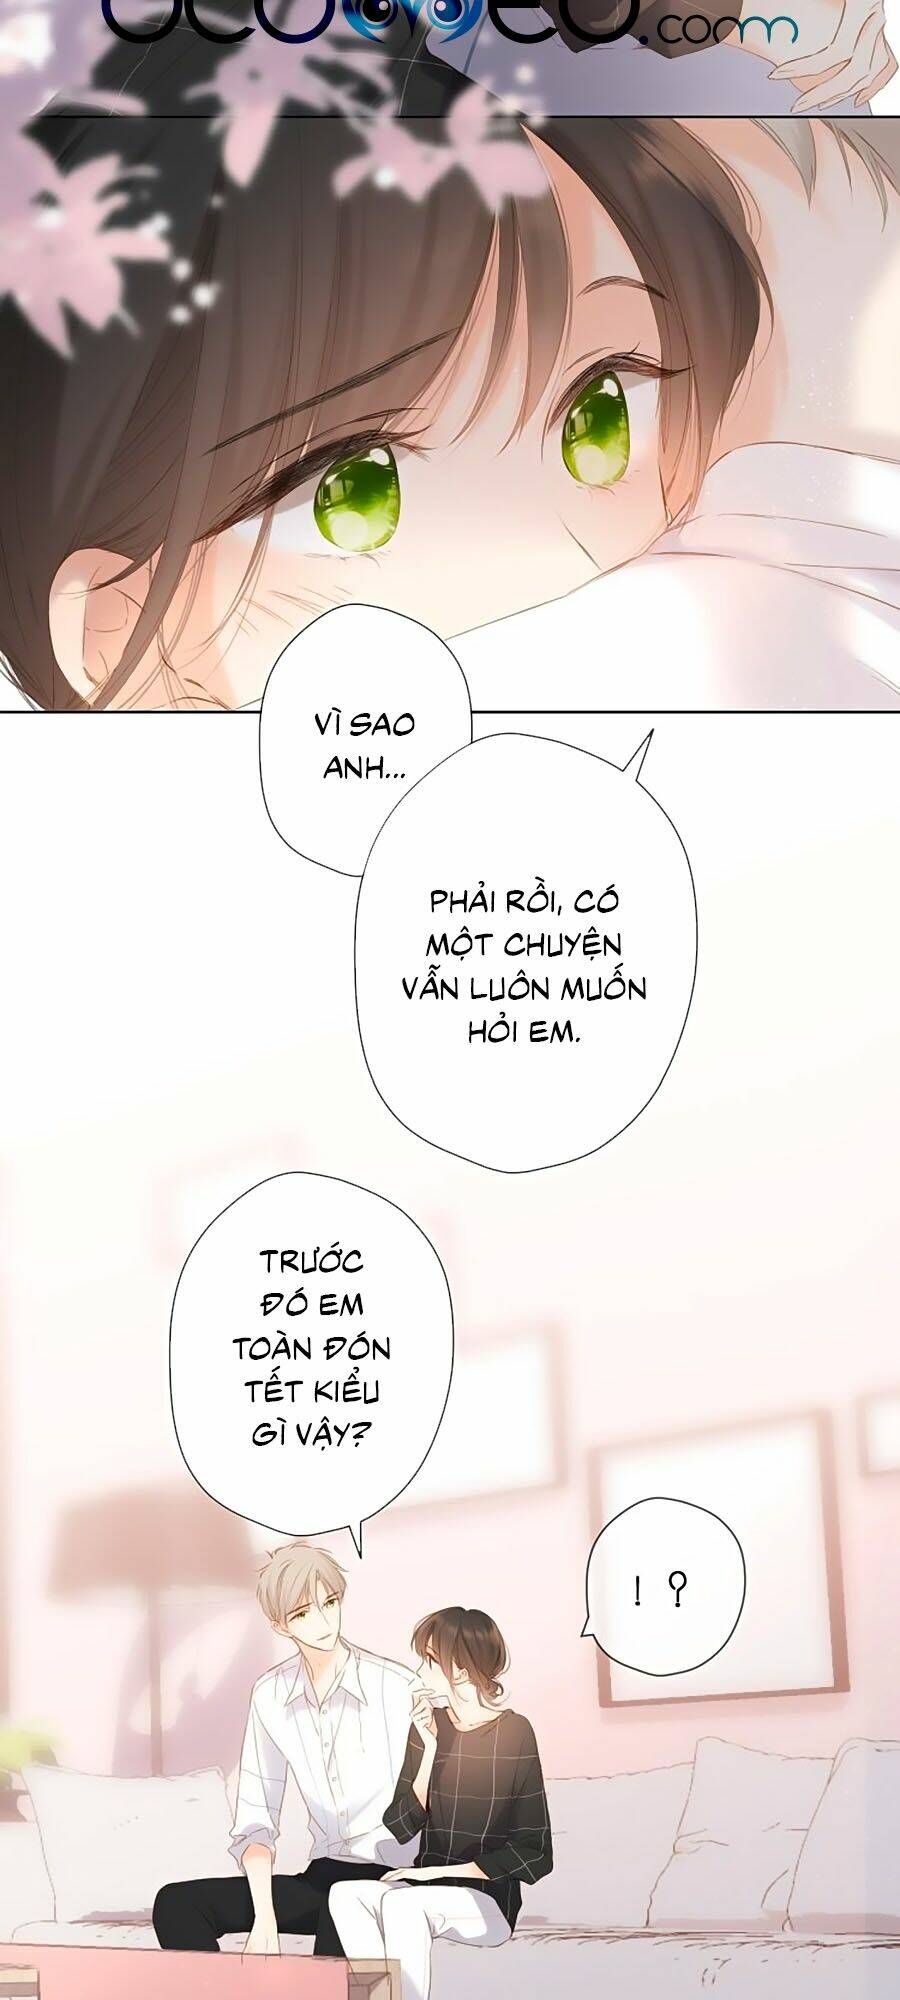 VÌ SAO
ANH...
PHẢI RỒI, CÓ
MỘT CHUYỆN
VẪN LUÔN MUỐN
HỎI EM.
TRƯỚC
ĐÓ EM
TOÀN ĐÓN
TẾT KIỂU
GÌ VẬY?
! ?